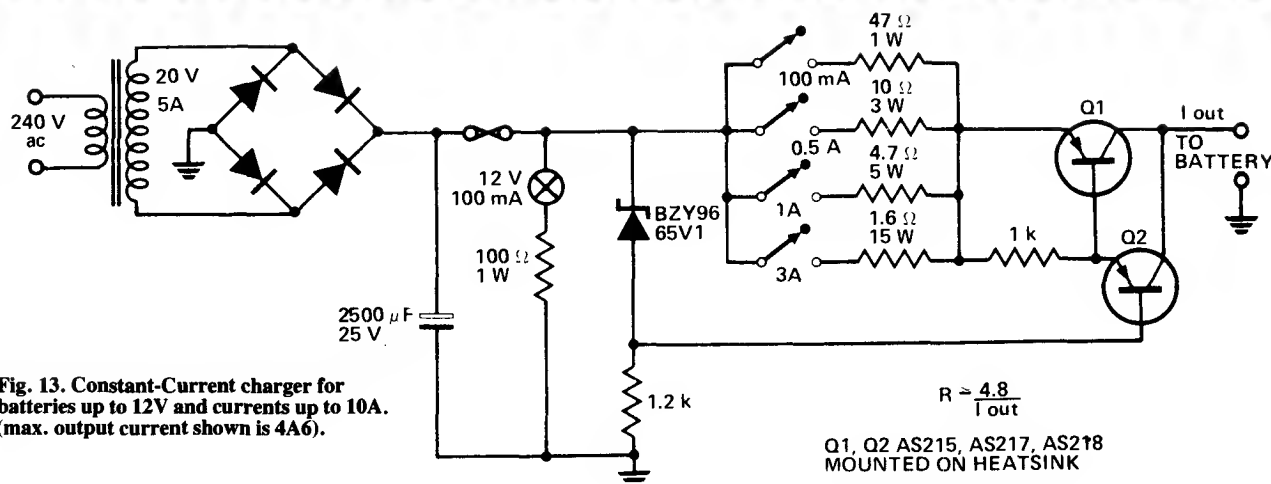 240 V
ac
20 V
5A
2500 μF
25 V
12 V
100 mA
100 Ω
1 W
BZY96
65V1
1.2 k
47 Ω
1 W
100 mA
10 Ω
3 W
0.5 A
4.7 Ω
5 W
1A
1.6 Ω
15 W
3A
1 k
Q1
Q2
I out
TO
BATTERY
R ≃ 4.8
I out
Q1, Q2 AS215, AS217, AS218
MOUNTED ON HEATSINK
Fig. 13. Constant-Current charger for
batteries up to 12V and currents up to 10A.
(max. output current shown is 4A6).